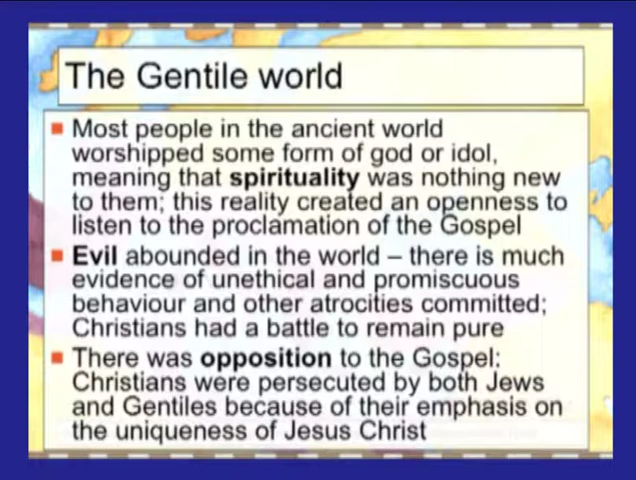 The Gentile world
Most people in the ancient world
worshipped some form of god or idol,
meaning that spirituality was nothing new
to them; this reality created an openness to
listen to the proclamation of the Gospel
Evil abounded in the world – there is much
evidence of unethical and promiscuous
behaviour and other atrocities committed;
Christians had a battle to remain pure
There was opposition to the Gospel:
Christians were persecuted by both Jews
and Gentiles because of their emphasis on
the uniqueness of Jesus Christ